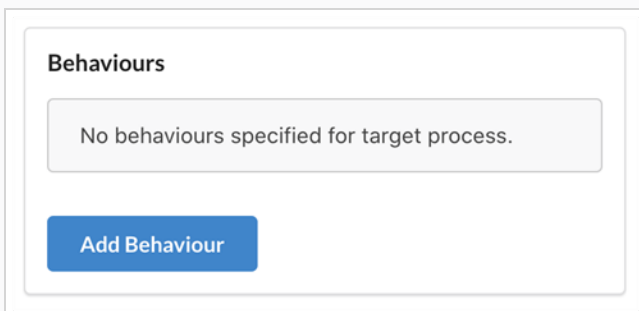 Behaviours
No behaviours specified for target process.
Add Behaviour